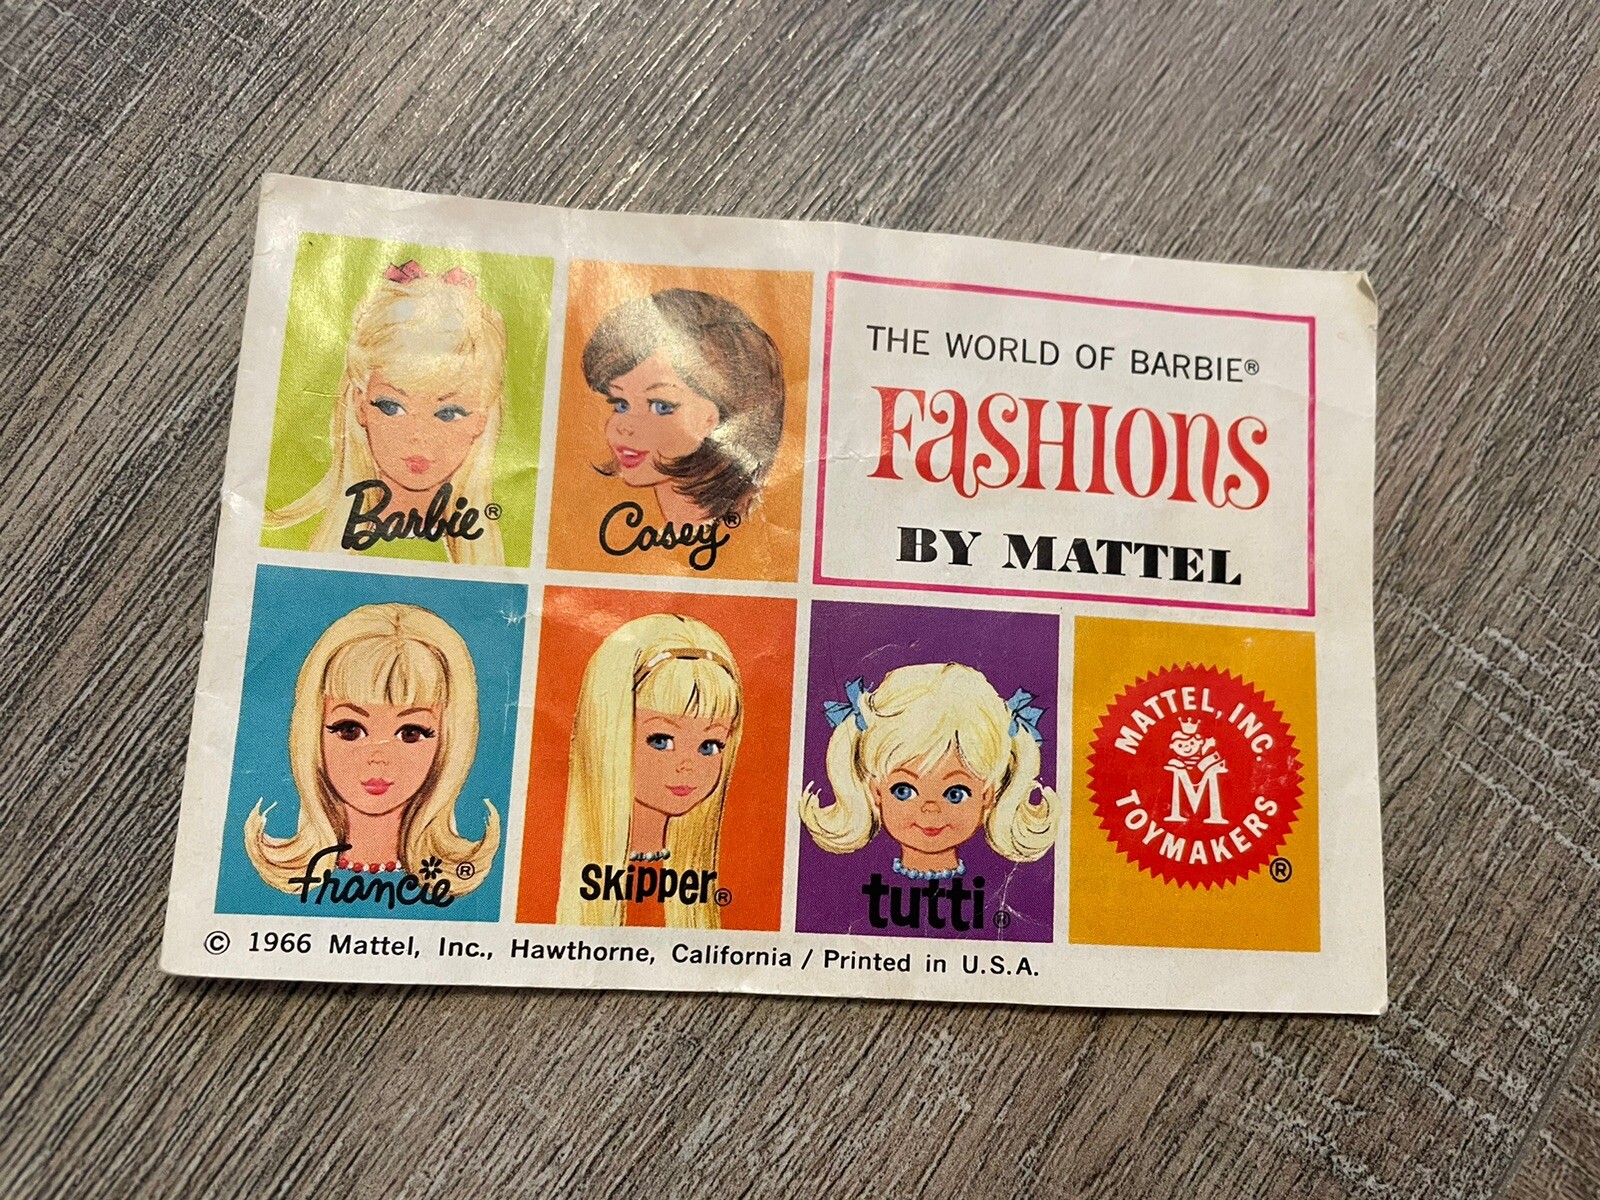 Barbie®
Casey®
THE WORLD OF BARBIE®
FASHIONS
BY MATTEL
Francie®
Skipper®
tutti®
MATTEL, INC.
M
TOYMAKERS
®
© 1966 Mattel, Inc., Hawthorne, California / Printed in U.S.A.